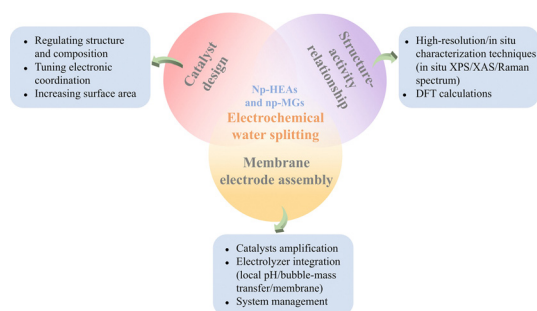 Regulating structure
and composition
Tuning electronic
coordination
Increasing surface area
Catalyst
design
Structure-
activity
relationship
High-resolution/in situ
characterization techniques
(in situ XPS/XAS/Raman
spectrum)
DFT calculations
Np-HEAs
and np-MGs
Electrochemical
water splitting
Membrane
electrode assembly
Catalysts amplification
Electrolyzer integration
(local pH/bubble-mass
transfer/membrane)
System management